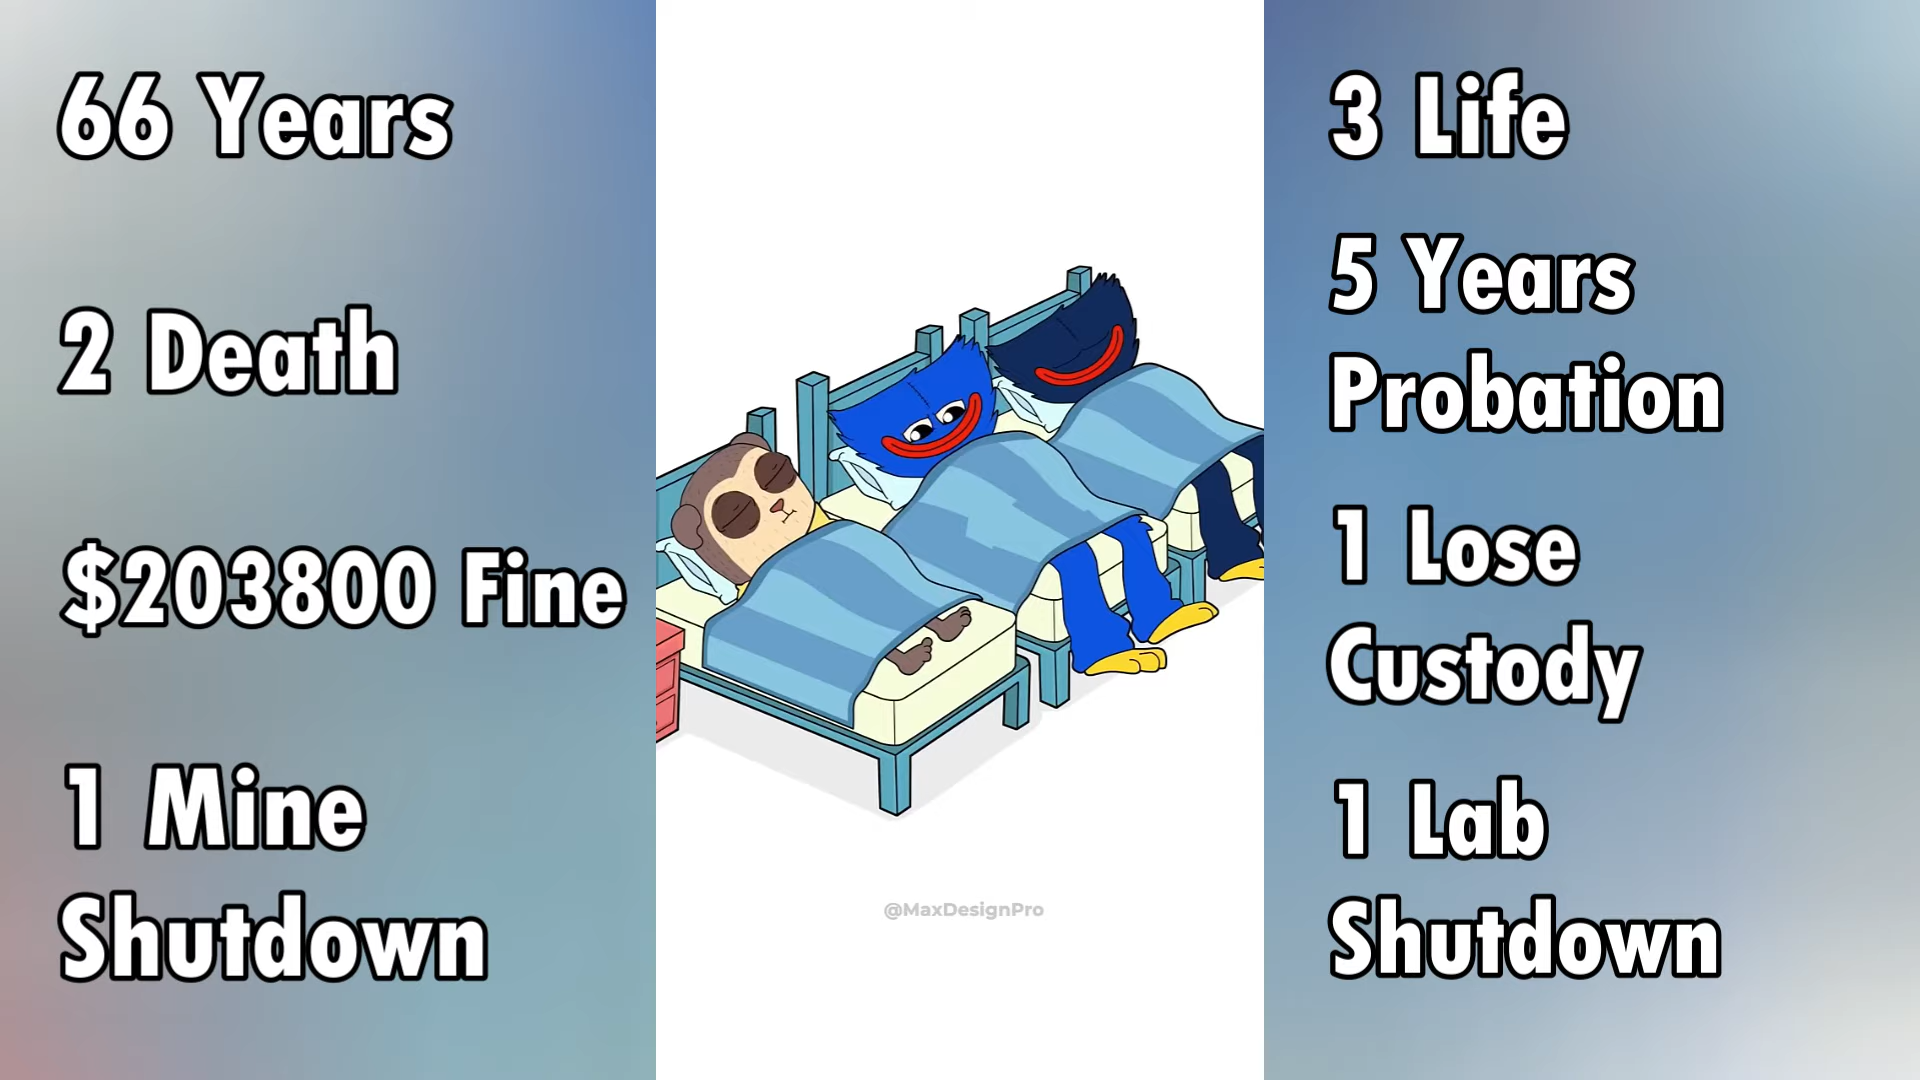 66 Years
2 Death
$203800 Fine
1 Mine
Shutdown
@MaxDesignPro
3 Life
5 Years
Probation
1 Lose
Custody
1 Lab
Shutdown